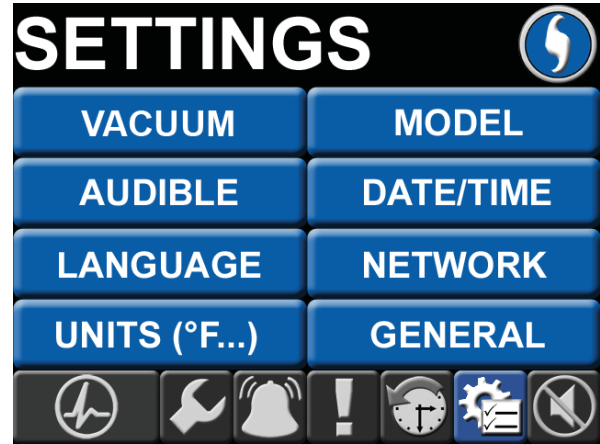 SETTINGS
VACUUM
MODEL
AUDIBLE
DATE/TIME
LANGUAGE
NETWORK
UNITS (°F...)
GENERAL